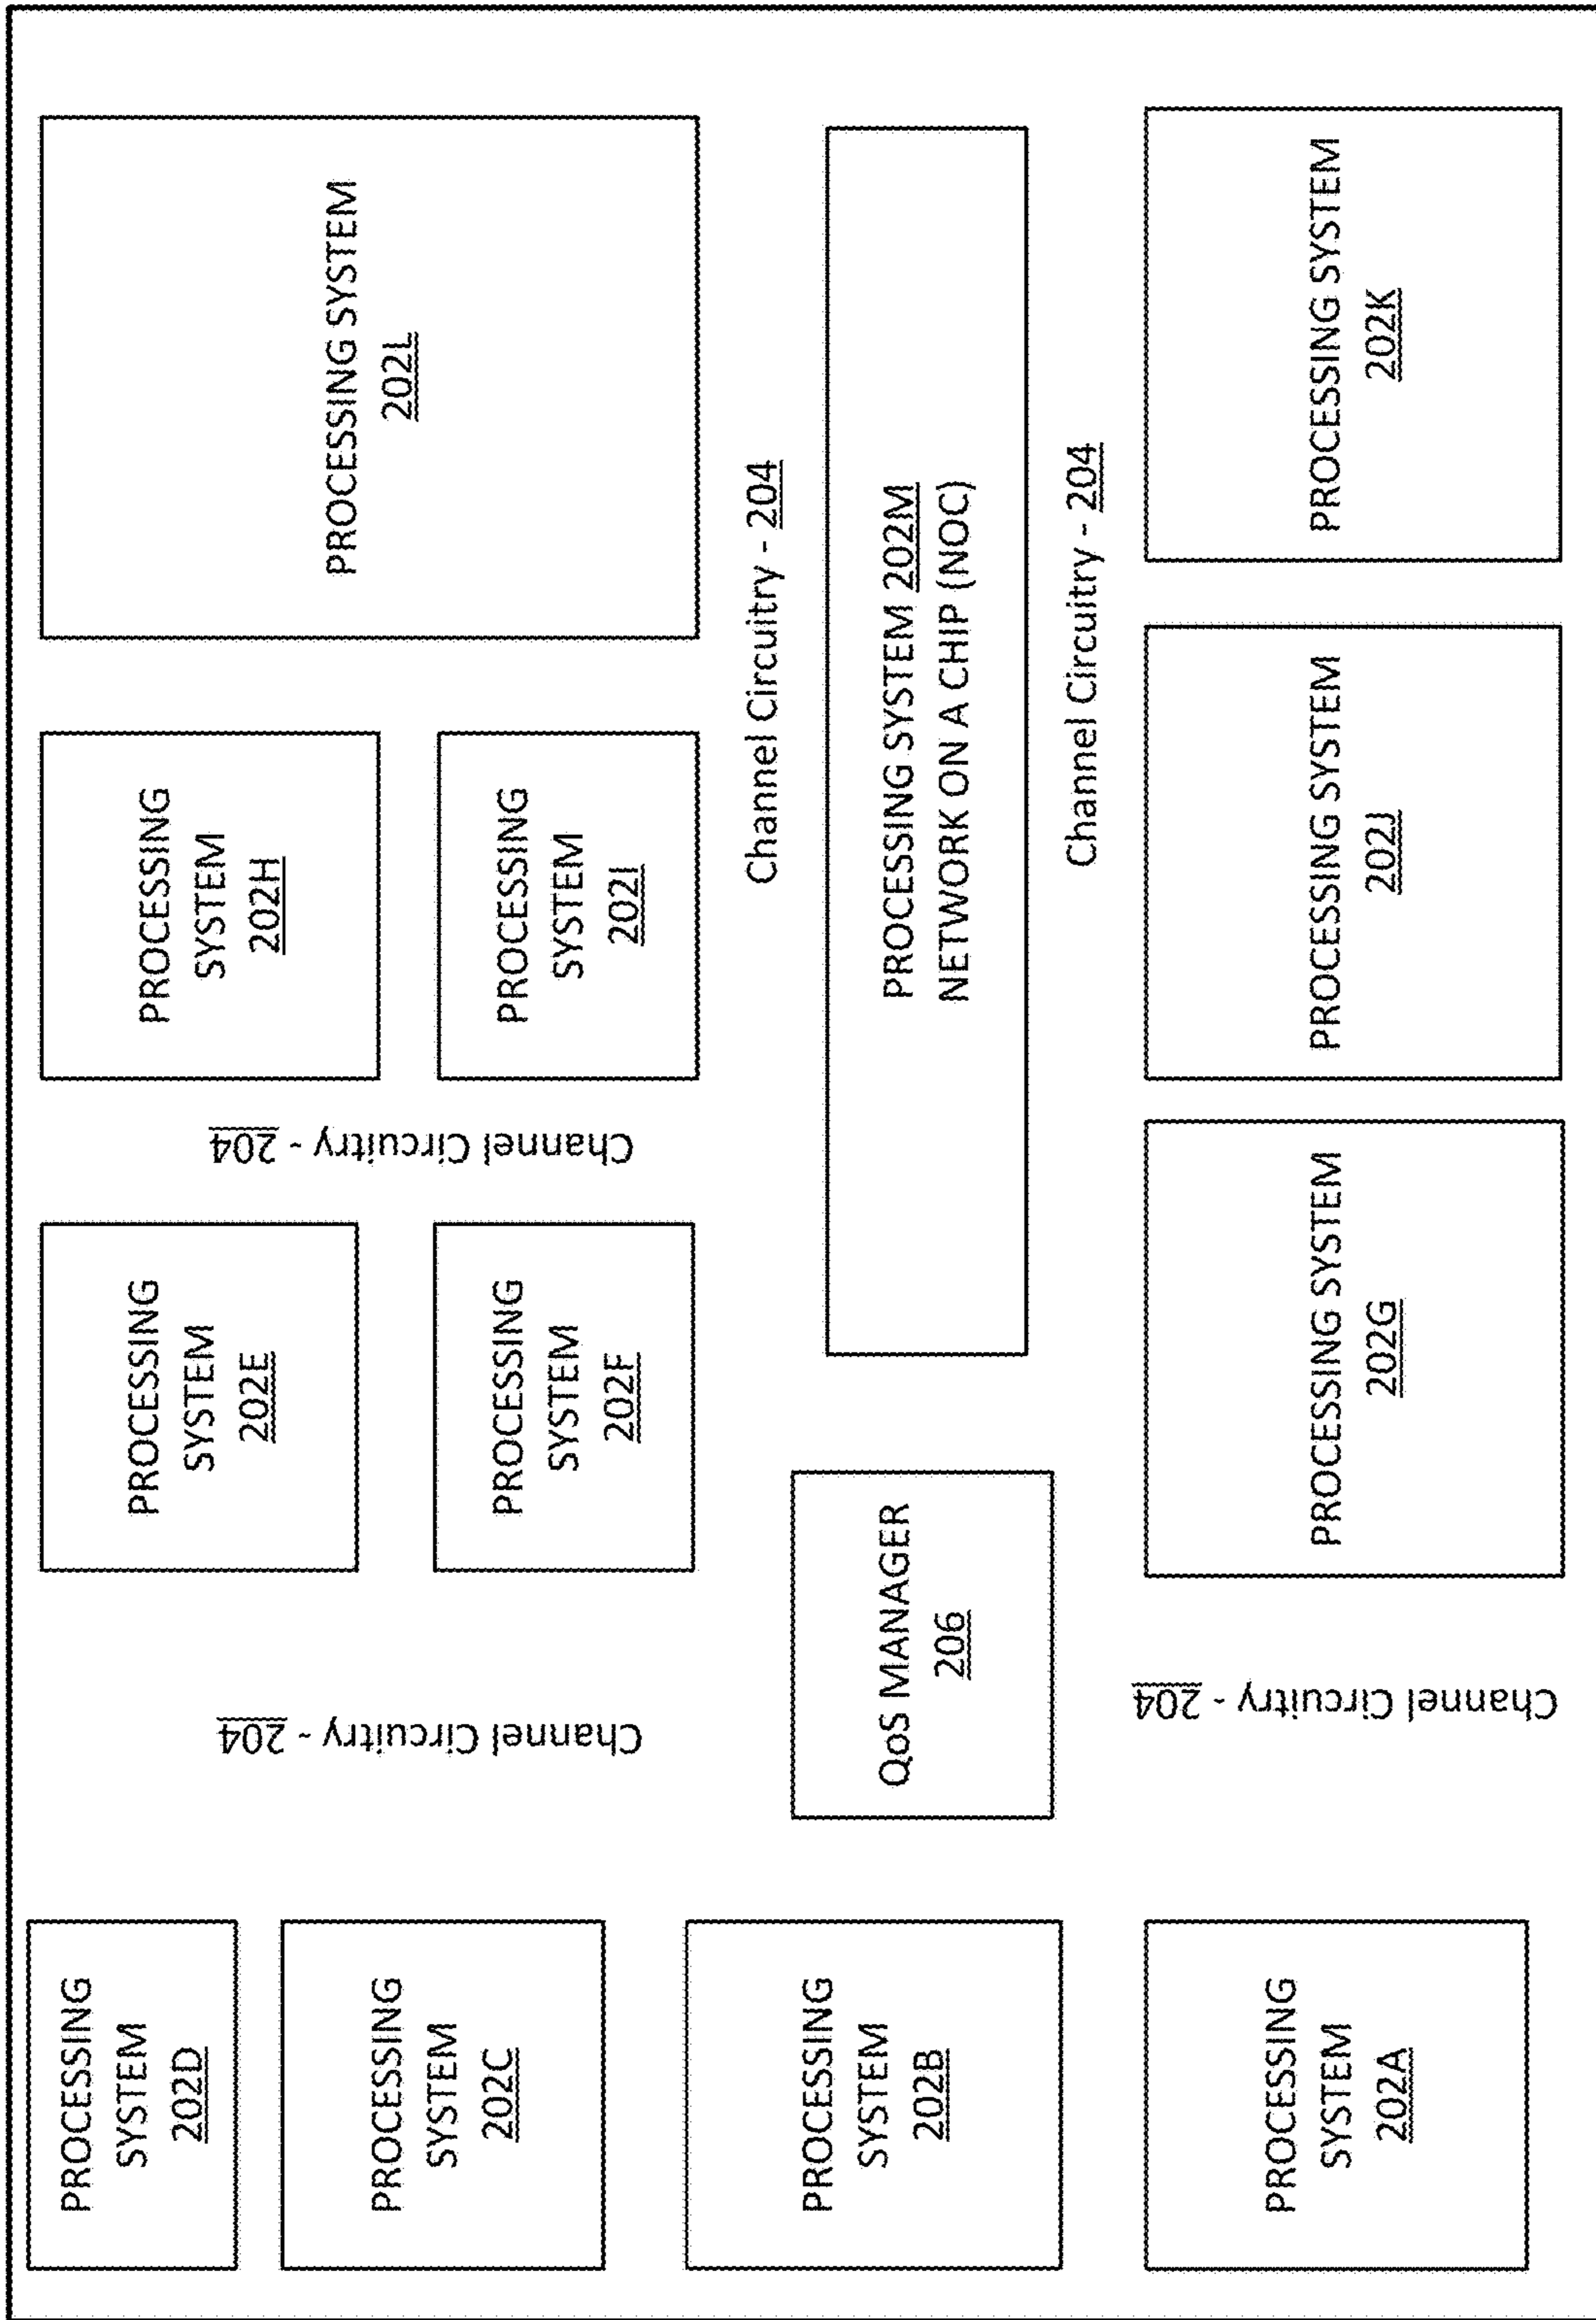 PROCESSING
SYSTEM
202D
PROCESSING
SYSTEM
202C
PROCESSING
SYSTEM
202B
PROCESSING
SYSTEM
202A
Channel Circuitry - 204
PROCESSING
SYSTEM
202E
PROCESSING
SYSTEM
202F
Channel Circuitry - 204
PROCESSING
SYSTEM
202H
PROCESSING
SYSTEM
202I
PROCESSING SYSTEM
202L
Channel Circuitry - 204
QoS MANAGER
206
PROCESSING SYSTEM 202M
NETWORK ON A CHIP (NOC)
Channel Circuitry - 204
Channel Circuitry - 204
PROCESSING SYSTEM
202G
PROCESSING SYSTEM
202J
PROCESSING SYSTEM
202K